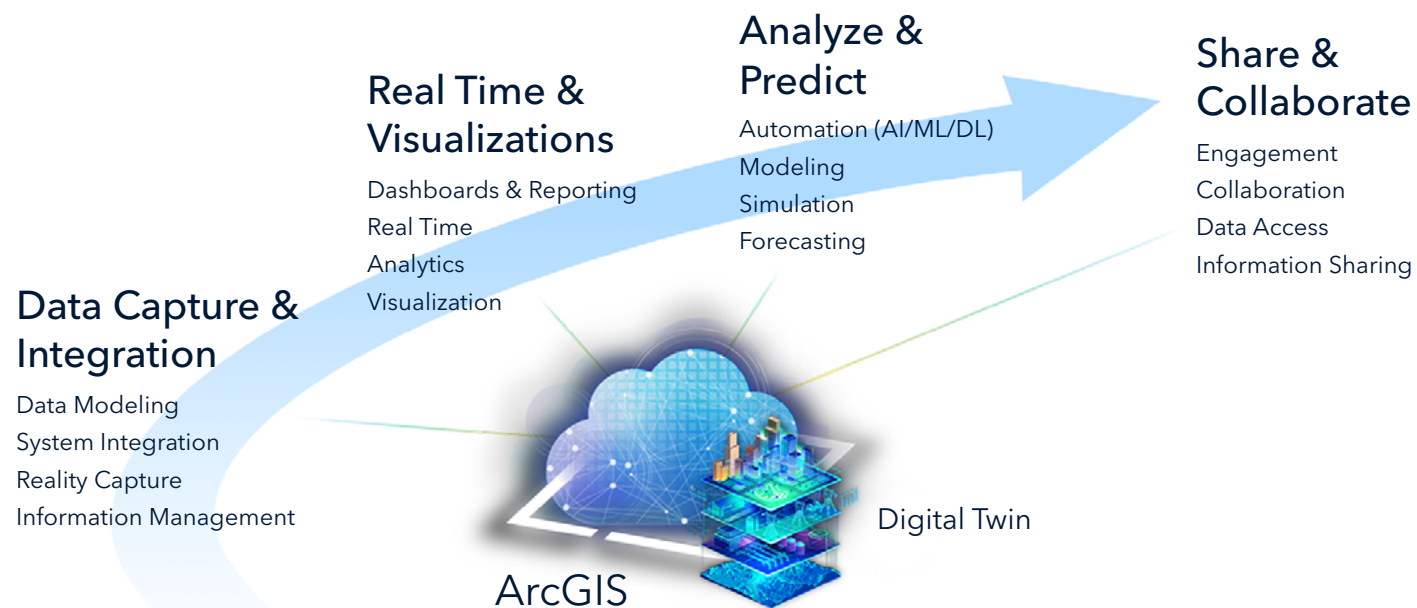 Data Capture &
Integration
Data Modeling
System Integration
Reality Capture
Information Management
Real Time &
Visualizations
Dashboards & Reporting
Real Time
Analytics
Visualization
Analyze &
Predict
Automation (AI/ML/DL)
Modeling
Simulation
Forecasting
Share &
Collaborate
Engagement
Collaboration
Data Access
Information Sharing
Digital Twin
ArcGIS